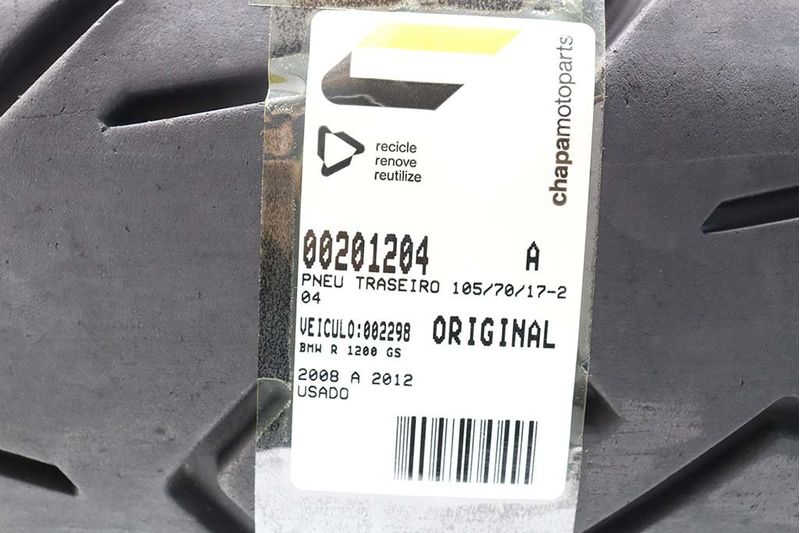 chapamotoparts
recicle
renove
reutilize
00201204 A
PNEU TRASEIRO 105/70/17-2
04
VEICULO:002298 ORIGINAL
BMW R 1200 GS
2008 A 2012
USADO